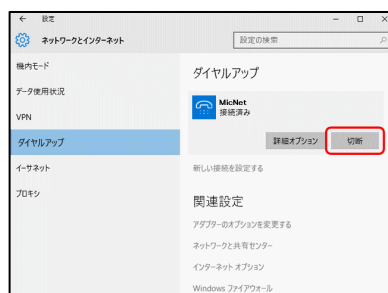 設定
ネットワークとインターネット
設定の検索
機内モード
データ使用状況
VPN
ダイヤルアップ
イーサネット
プロキシ
ダイヤルアップ
MicNet
接続済み
詳細オプション
切断
新しい接続を設定する
関連設定
アダプターのオプションを変更する
ネットワークと共有センター
インターネット オプション
Windows ファイアウォール